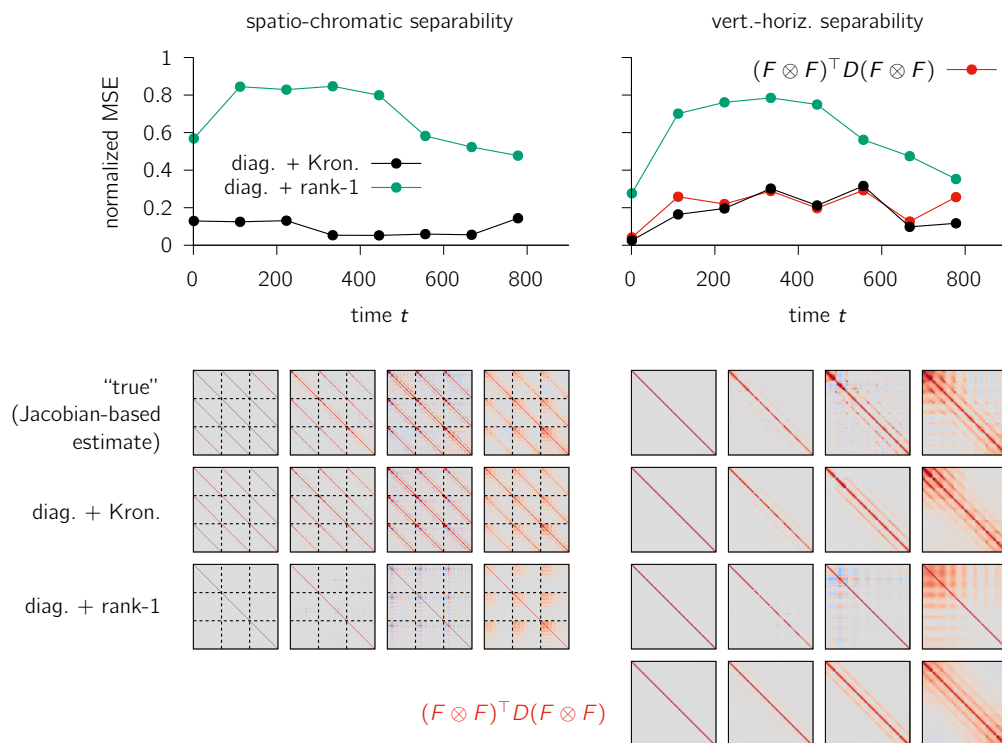 spatio-chromatic separability
vert.-horiz. separability
normalized MSE
1
0.8
0.6
0.4
0.2
0
diag. + Kron.
diag. + rank-1
(F ⊗ F)⊤D(F ⊗ F)
0 200 400 600 800
0 200 400 600 800
time t
time t
“true”
(Jacobian-based
estimate)
diag. + Kron.
diag. + rank-1
(F ⊗ F)⊤D(F ⊗ F)